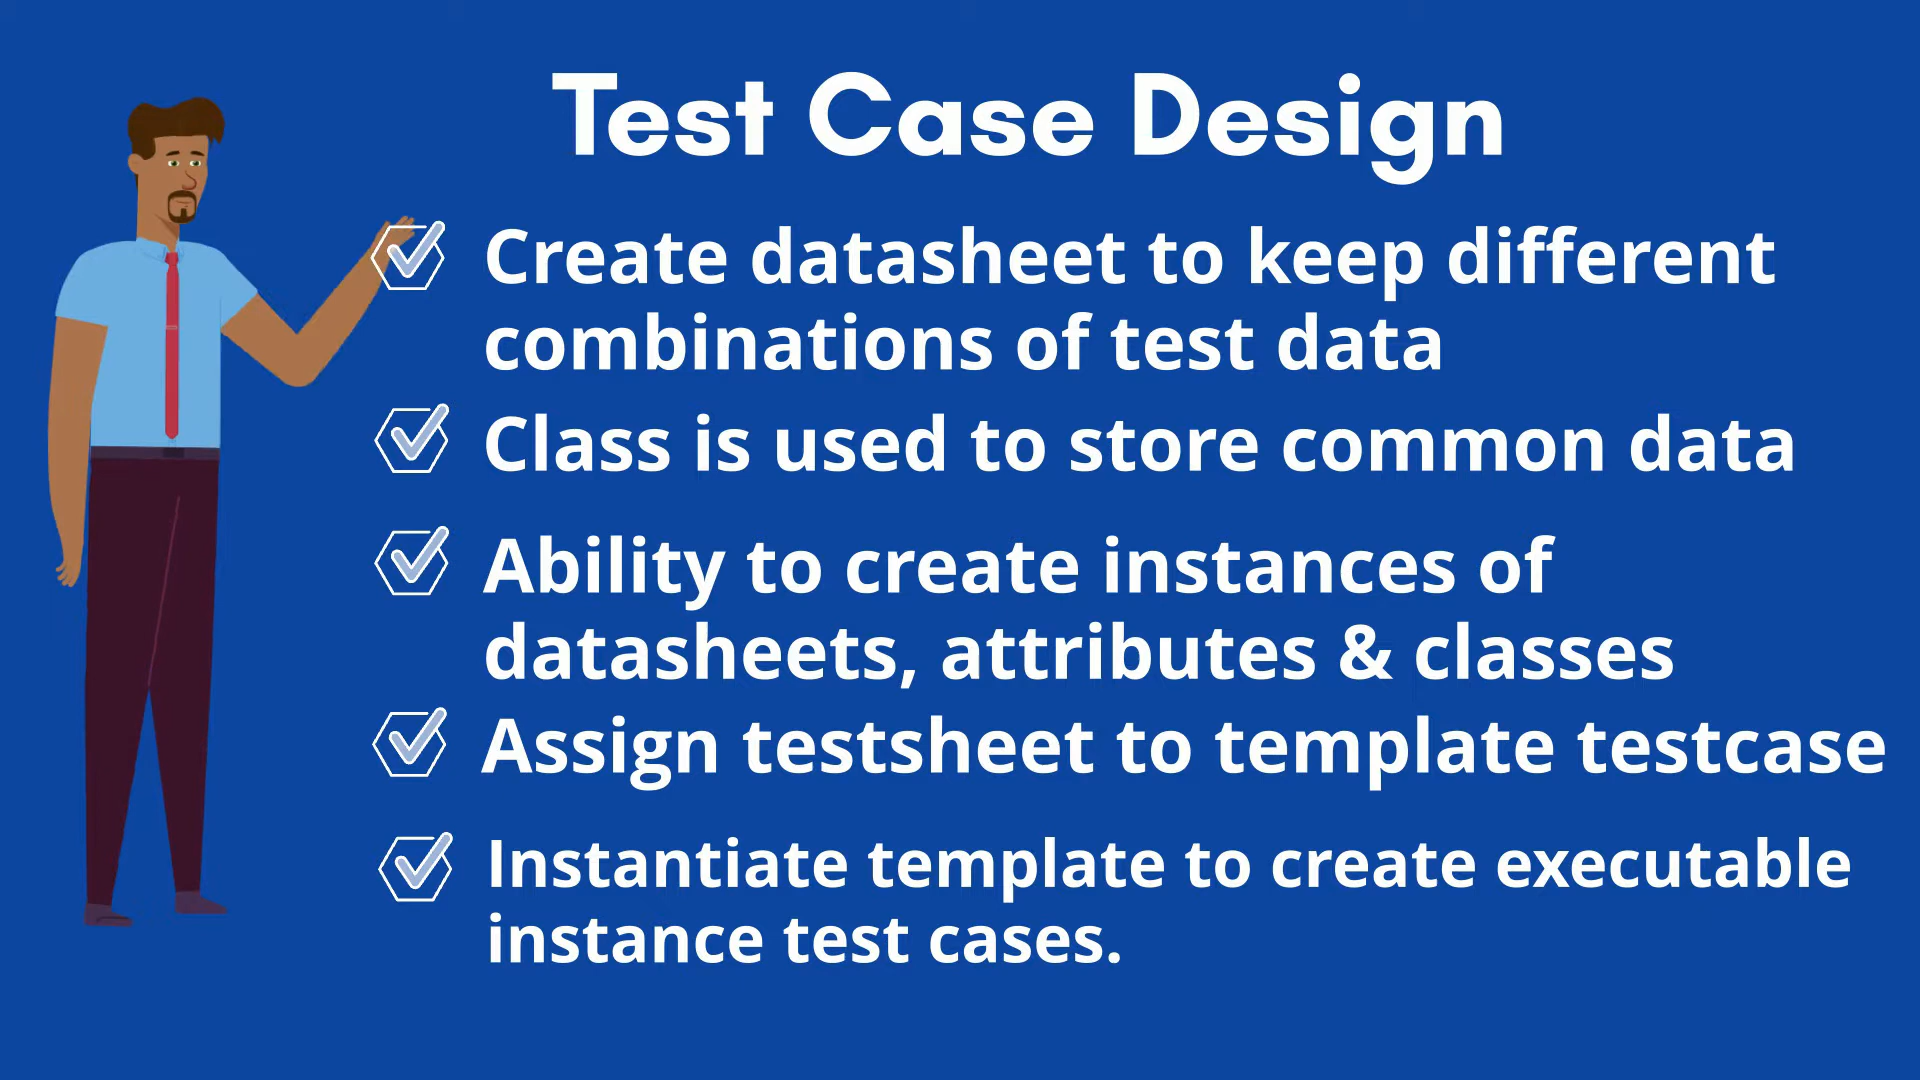 Test Case Design
Create datasheet to keep different
combinations of test data
Class is used to store common data
Ability to create instances of
datasheets, attributes & classes
Assign testsheet to template testcase
Instantiate template to create executable
instance test cases.